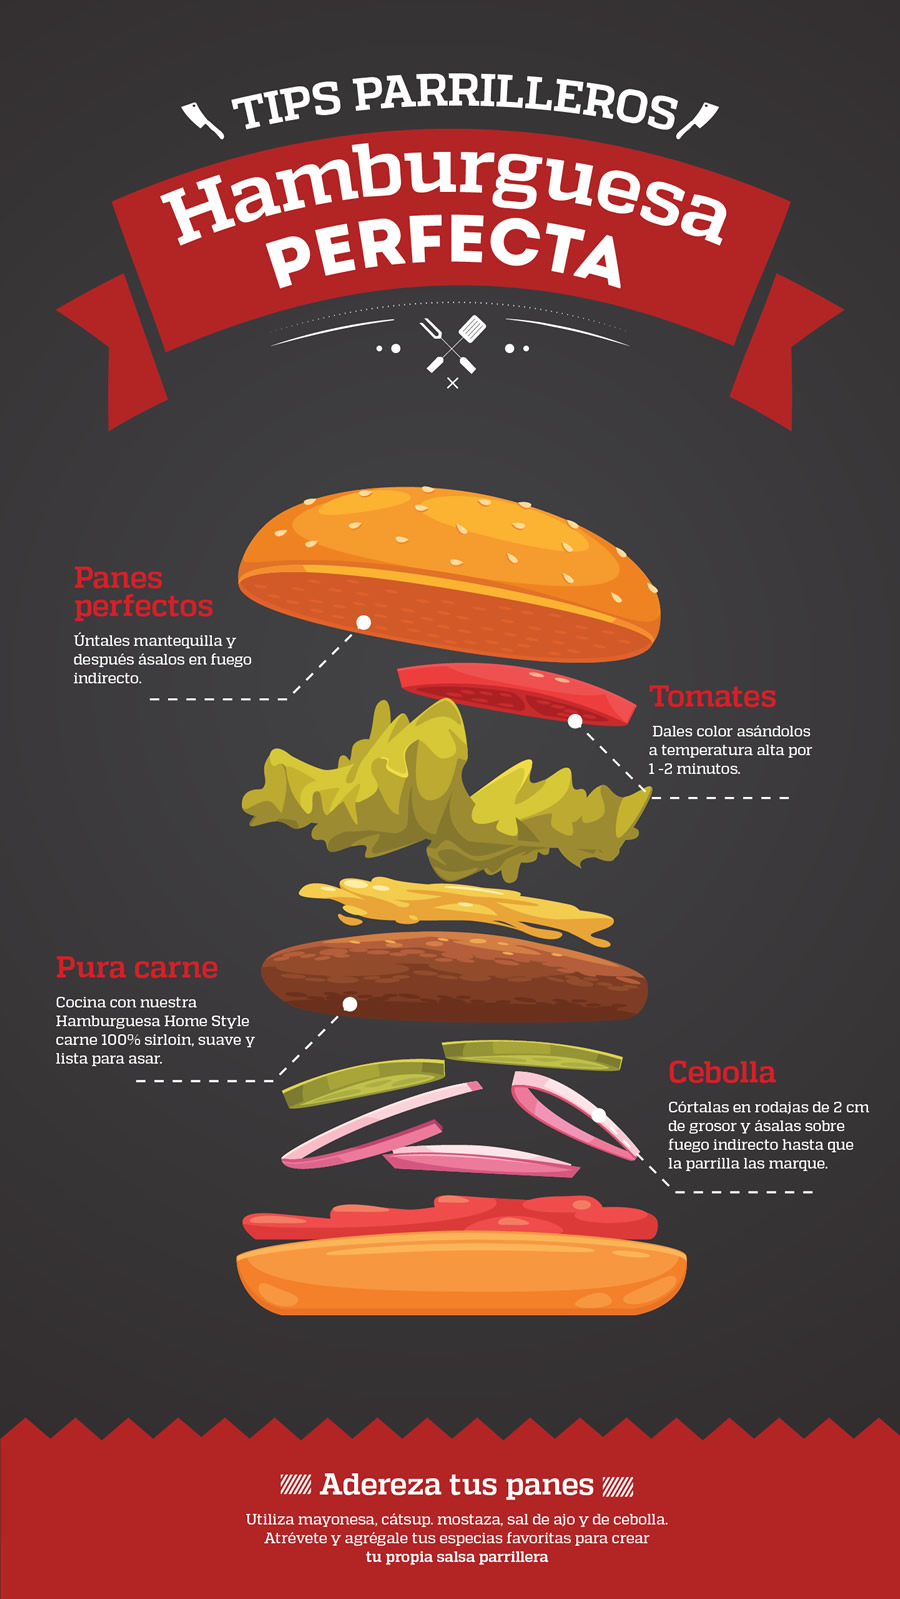 TIPS PARRILLEROS
Hamburguesa
PERFECTA
Panes
perfectos
Úntales mantequilla y
después ásalos en fuego
indirecto.
Tomates
Dales color asándolos
a temperatura alta por
1 -2 minutos.
Pura carne
Cocina con nuestra
Hamburguesa Home Style
carne 100% sirloin, suave y
lista para asar.
Cebolla
Córtalas en rodajas de 2 cm
de grosor y ásalas sobre
fuego indirecto hasta que
la parrilla las marque.
Adereza tus panes
Utiliza mayonesa, cátsup. mostaza, sal de ajo y de cebolla.
Atrévete y agrégale tus especias favoritas para crear
tu propia salsa parrillera